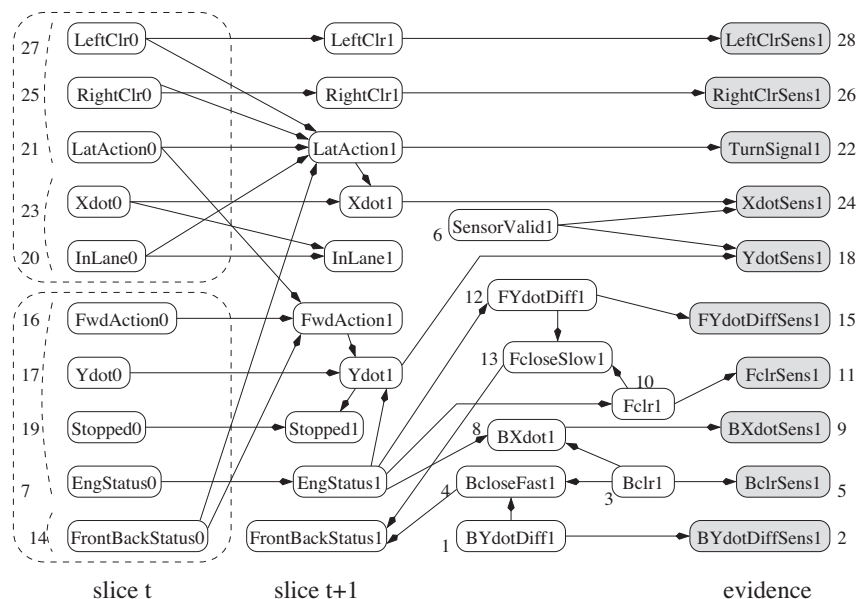 27 LeftClr0 LeftClr1 LeftClrSens1 28
25 RightClr0 RightClr1 RightClrSens1 26
21 LatAction0 LatAction1 TurnSignal1 22
23 Xdot0 Xdot1 XdotSens1 24
6 SensorValid1
20 InLane0 InLane1 YdotSens1 18
12 FYdotDiff1
16 FwdAction0 FwdAction1 FYdotDiffSens1 15
13 FcloseSlow1
17 Ydot0 Ydot1 FclrSens1 11
10 Fclr1
19 Stopped0 Stopped1 8 BXdot1 BXdotSens1 9
7 EngStatus0 EngStatus1 4 BcloseFast1 3 Bclr1 BclrSens1 5
14 FrontBackStatus0 FrontBackStatus1 1 BYdotDiff1 BYdotDiffSens1 2
slice t slice t+1 evidence